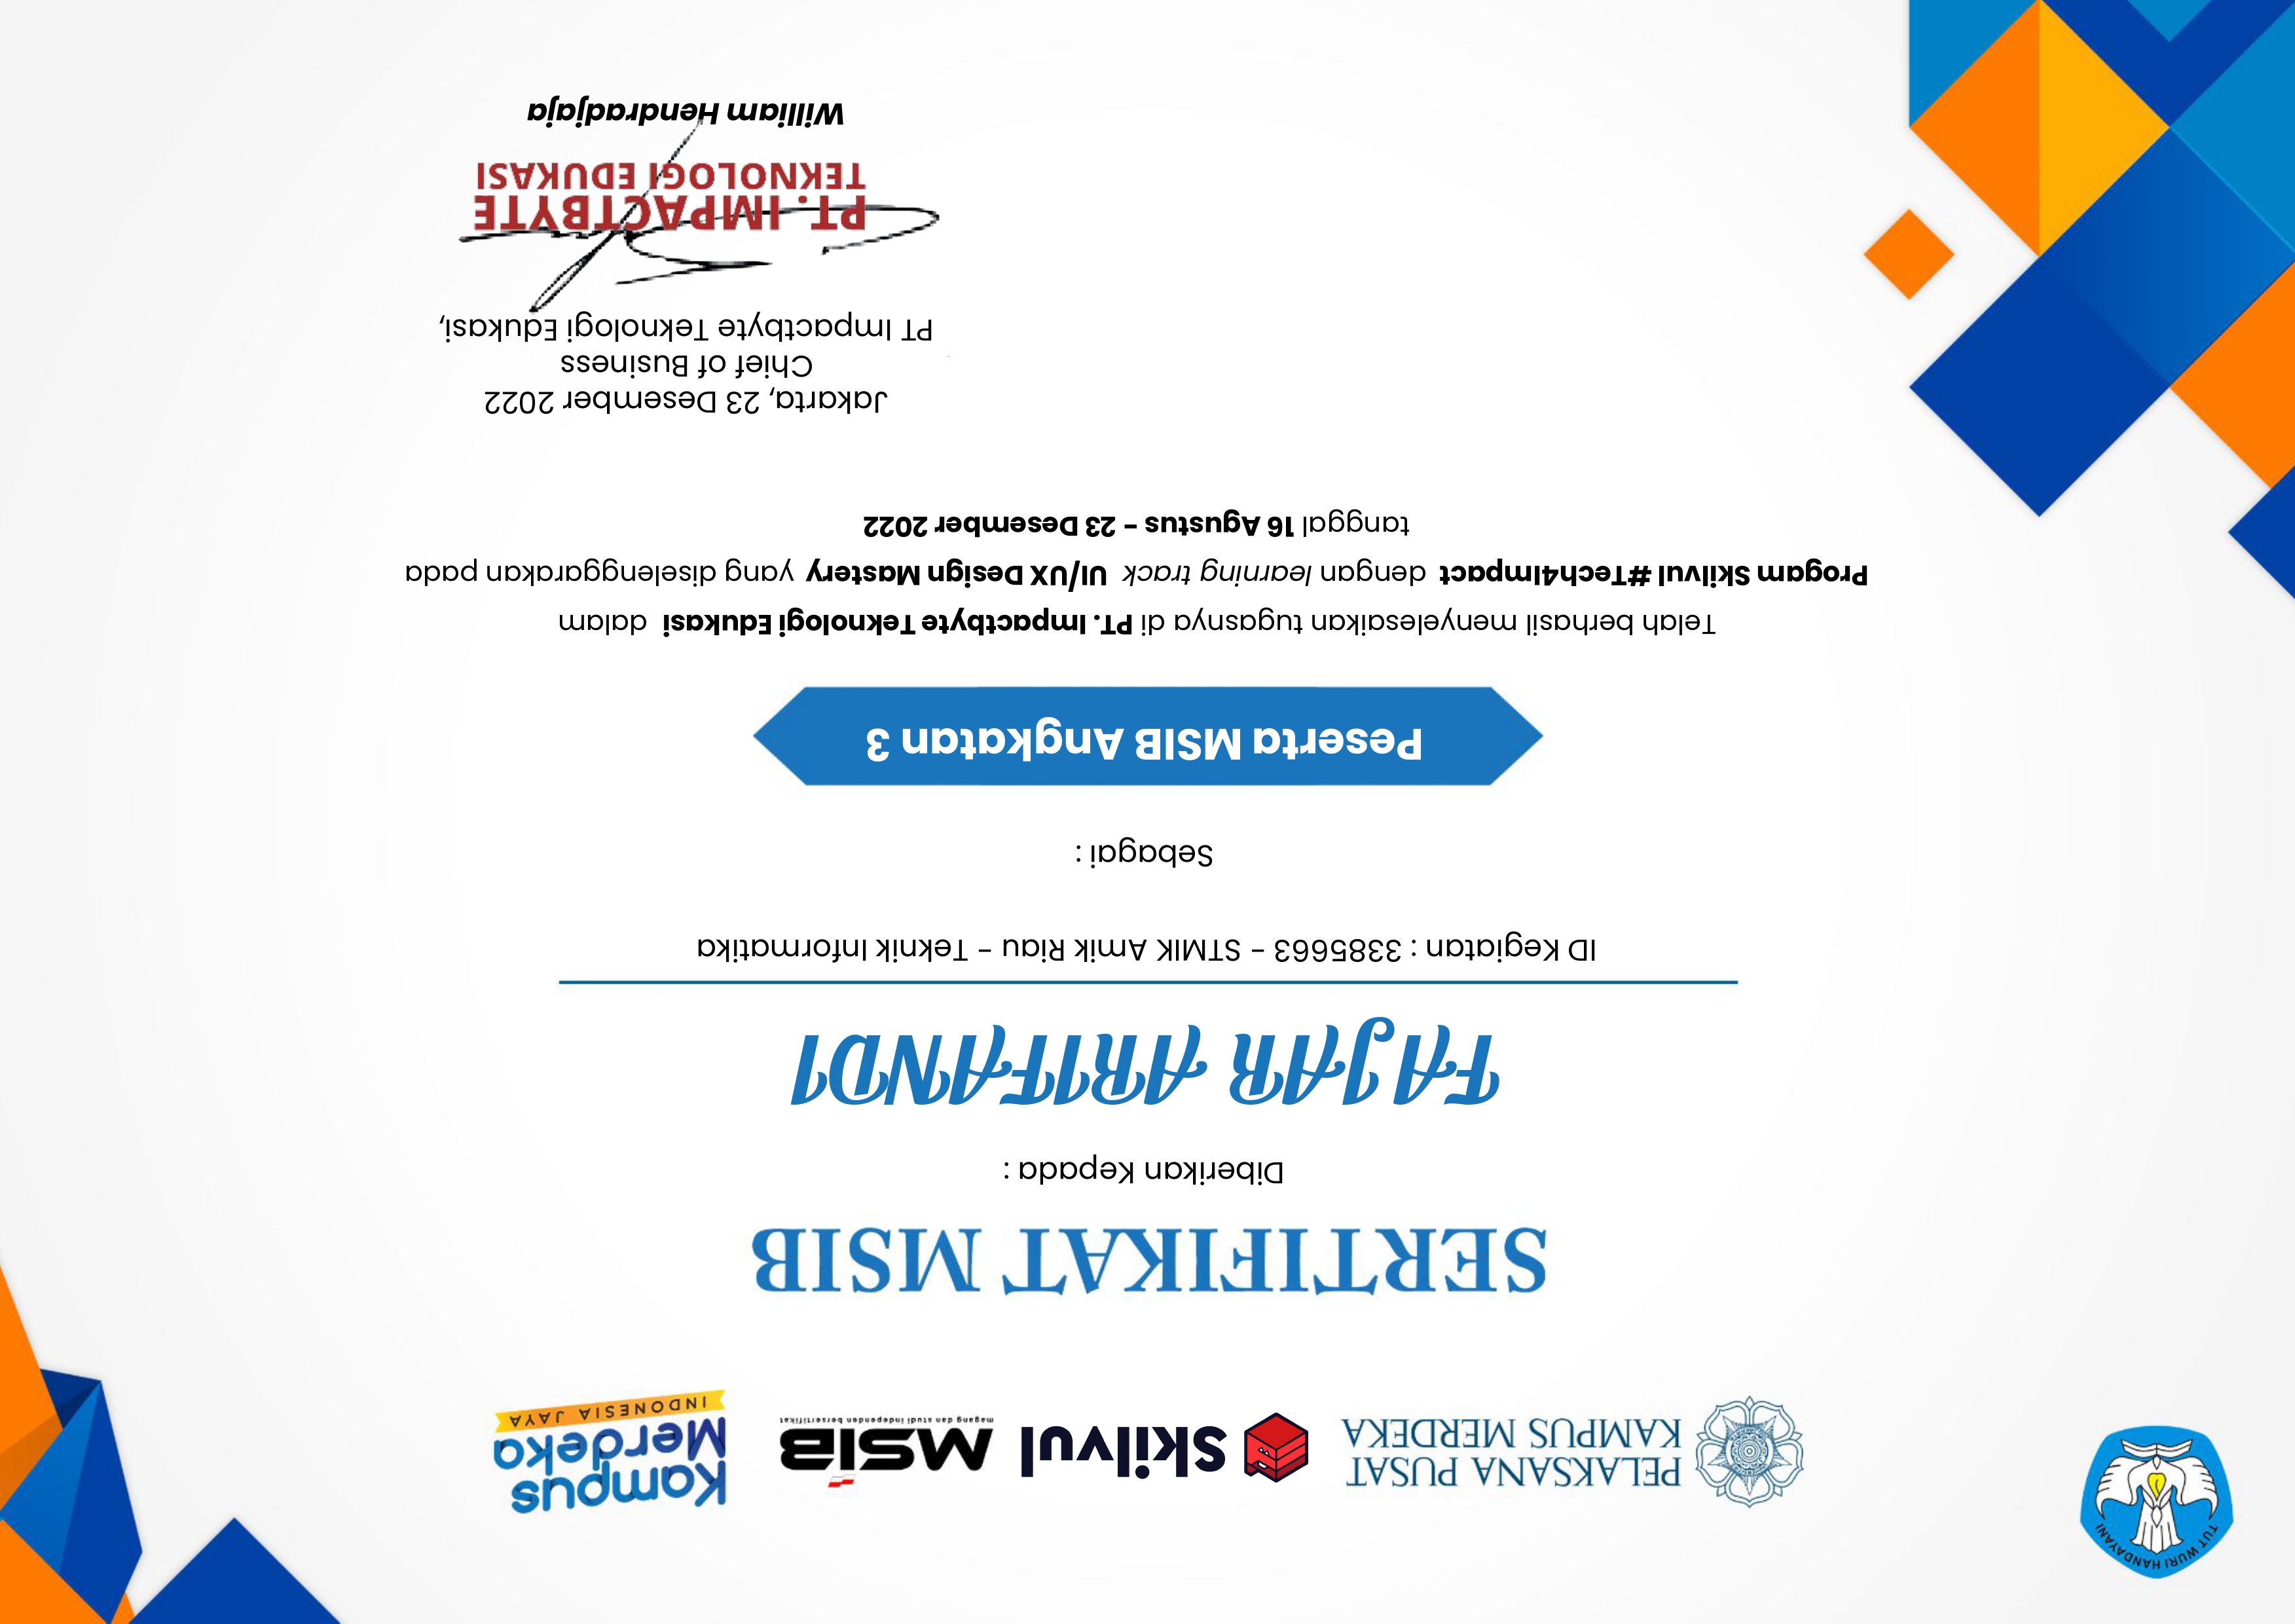 TUT WURI HANDAYANI
PELAKSANA PUSAT
KAMPUS MERDEKA
Skilvul
MSIB
magang dan studi independen bersertifikat
Kampus
Merdeka
INDONESIA JAYA
SERTIFIKAT MSIB
Diberikan Kepada :
FAJAR ARIFANDI
ID Kegiatan : 3385663 - STMIK Amik Riau - Teknik Informatika
Sebagai :
Peserta MSIB Angkatan 3
Telah berhasil menyelesaikan tugasnya di PT. Impactbyte Teknologi Edukasi dalam
Progam Skilvul #Tech4Impact dengan learning track UI/UX Design Mastery yang diselenggarakan pada
tanggal 16 Agustus - 23 Desember 2022
Jakarta, 23 Desember 2022
Chief of Business
PT Impactbyte Teknologi Edukasi,
PT. IMPACTBYTE
TEKNOLOGI EDUKASI
William Hendradjaja